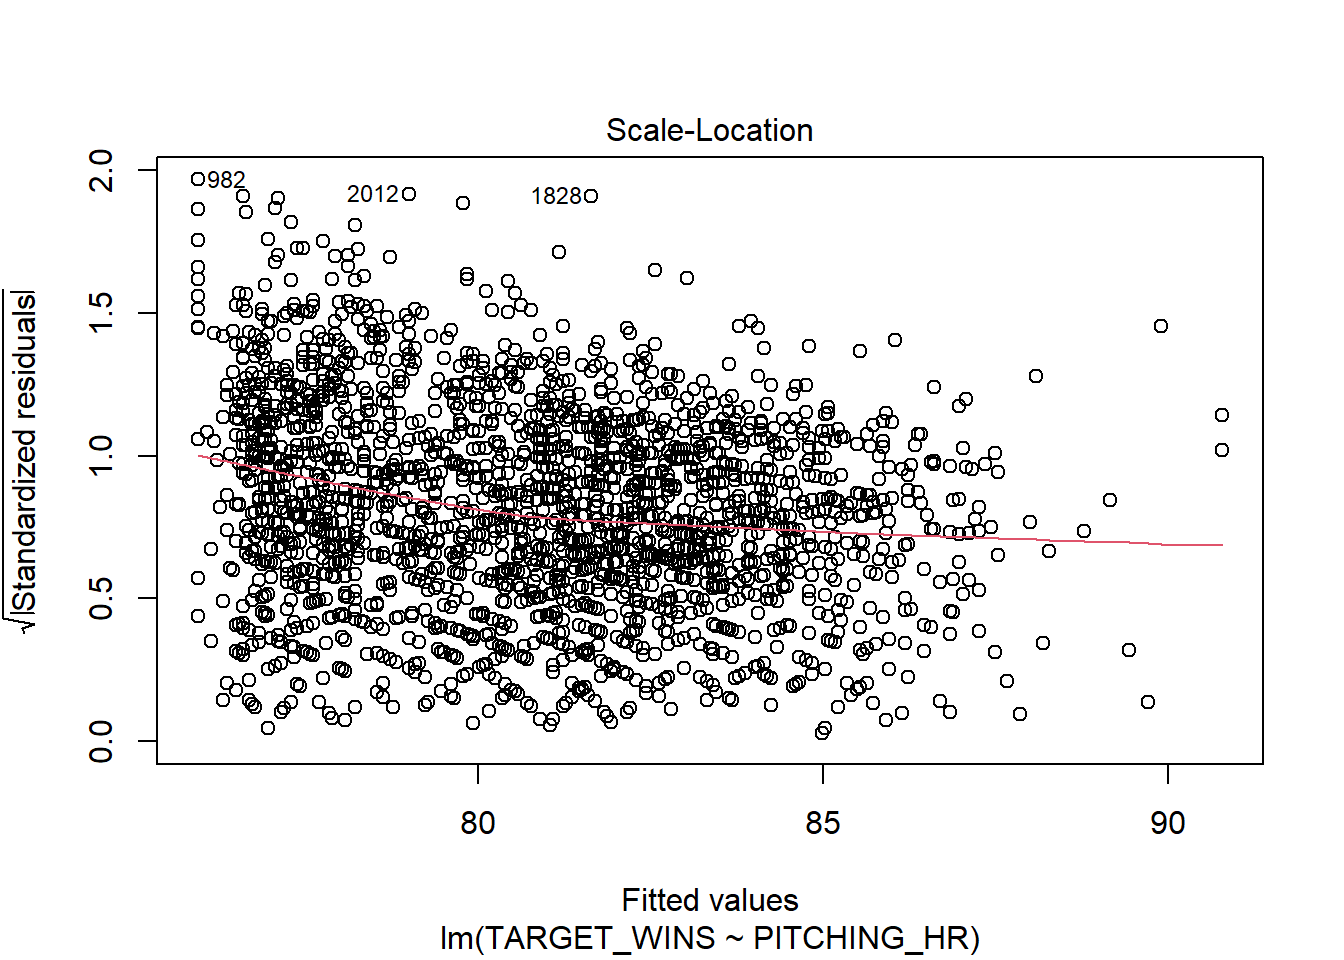 Scale-Location
√|Standardized residuals|
2.0
1.5
1.0
0.5
0.0
982
2012
1828
80
85
90
Fitted values
lm(TARGET_WINS ~ PITCHING_HR)